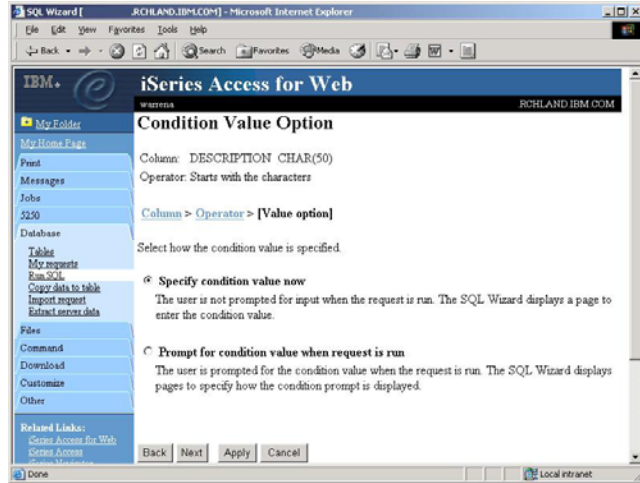 SQL Wizard [ .RCHLAND.IBM.COM] - Microsoft Internet Explorer
File Edit View Favorites Tools Help
Back Search Favorites Media
IBM.
iSeries Access for Web
warrena RCHLAND.IBM.COM
My Folder
My Home Page
Print
Messages
Jobs
5250
Database
Tables
My requests
Run SQL
Copy data to table
Import request
Extract server data
Files
Command
Download
Customize
Other
Related Links:
iSeries Access for Web
iSeries Access
Condition Value Option
Column: DESCRIPTION CHAR(50)
Operator: Starts with the characters
Column > Operator > [Value option]
Select how the condition value is specified.
Specify condition value now
The user is not prompted for input when the request is run. The SQL Wizard displays a page to
enter the condition value.
Prompt for condition value when request is run
The user is prompted for the condition value when the request is run. The SQL Wizard displays
pages to specify how the condition prompt is displayed.
Back Next Apply Cancel
Done Local intranet